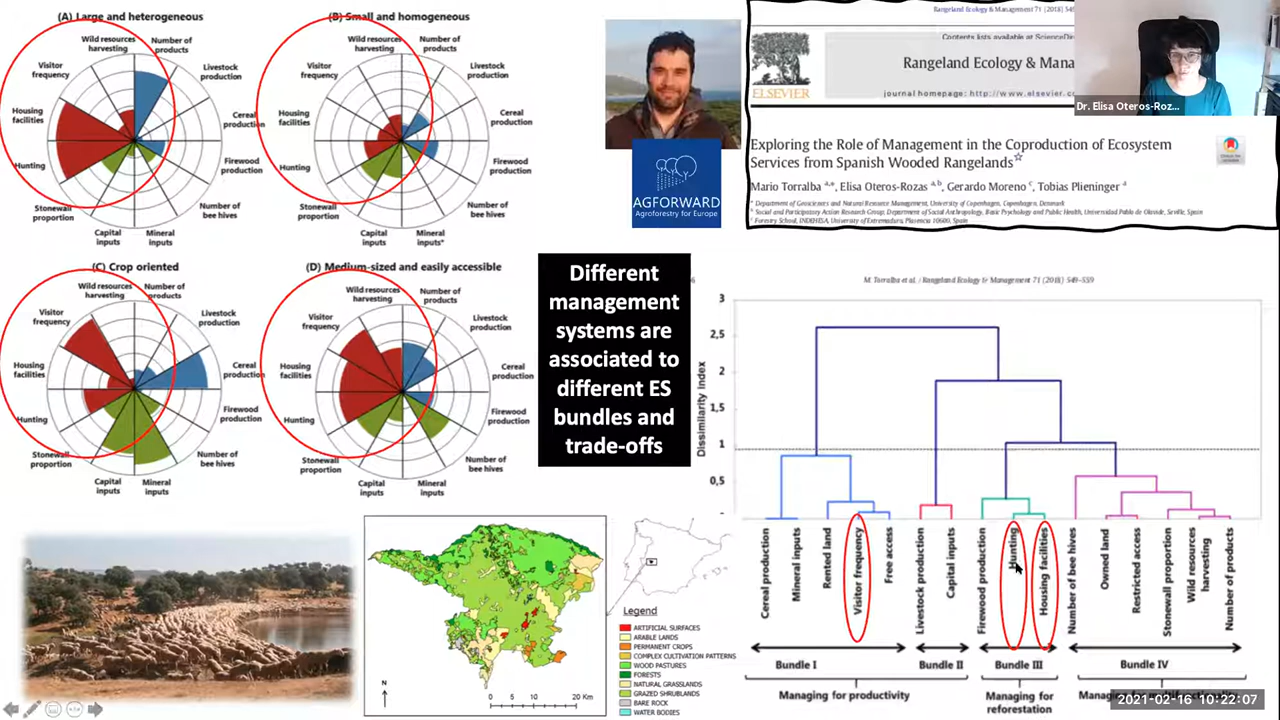 (A) Large and heterogeneous
Wild resources
harvesting
Number of
products
Visitor
frequency
Livestock
production
Housing
facilities
Cereal
production
Hunting
Firewood
production
Stonewall
proportion
Number of
bee hives
Capital
inputs
Mineral
inputs
(B) Small and homogeneous
Wild resources
harvesting
Number of
products
Visitor
frequency
Livestock
production
Housing
facilities
Cereal
production
Hunting
Firewood
production
Stonewall
proportion
Number of
bee hives
Capital
inputs
Mineral
inputs*
(C) Crop oriented
Wild resources
harvesting
Number of
products
Visitor
frequency
Livestock
production
Housing
facilities
Cereal
production
Hunting
Firewood
production
Stonewall
proportion
Number of
bee hives
Capital
inputs
Mineral
inputs
(D) Medium-sized and easily accessible
Wild resources
harvesting
Number of
products
Visitor
frequency
Livestock
production
Housing
facilities
Cereal
production
Hunting
Firewood
production
Stonewall
proportion
Number of
bee hives
Capital
inputs
Mineral
inputs
AGFORWARD
Agroforestry for Europe
Rangeland Ecology & Management 71 (2018)
Contents lists available at
ELSEVIER
Rangeland Ecology & Mana
journal homepage: http://www.elsevier.c
Dr. Elisa Oteros-Roz...
Exploring the Role of Management in the Coproduction of Ecosystem
Services from Spanish Wooded Rangelands☆
Mario Torralba a,*, Elisa Oteros-Rozas a,b, Gerardo Moreno c, Tobias Plieninger a
a Department of Geosciences and Natural Resource Management, University of Copenhagen, Copenhagen, Denmark
b Social and Participatory Action Research Group, Department of Social Anthropology, Basic Psychology and Public Health, Universidad Pablo de Olavide, Seville, Spain
c Forestry School, INDEHESA, University of Extremadura, Plasencia 10600, Spain
Different
management
systems are
associated to
different ES
bundles and
trade-offs
M. Torralba et al. / Rangeland Ecology & Management 71 (2018) 549–559
Dissimilarity index
3
2,5
2
1,5
1
0,5
Cereal production
Mineral inputs
Rented land
Visitor frequency
Free access
Livestock production
Capital inputs
Firewood production
Hunting
Housing facilities
Number of bee hives
Owned land
Restricted access
Stonewall proportion
Wild resources
harvesting
Number of products
Bundle I
Bundle II
Bundle III
Bundle IV
Managing for productivity
Managing for
reforestation
2021-02-16 10:22:07
Legend
ARTIFICIAL SURFACES
ARABLE LANDS
PERMANENT CROPS
COMPLEX CULTIVATION PATTERNS
WOOD PASTURES
FORESTS
NATURAL GRASSLANDS
GRAZED SHRUBLANDS
BARE ROCK
WATER BODIES
N
0 5 10 20 Km